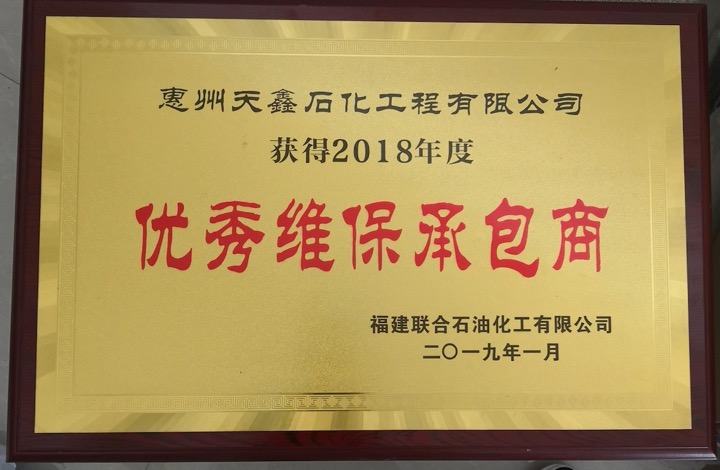 惠州天鑫石化工程有限公司
获得2018年度
优秀维保承包商
福建联合石油化工有限公司
二〇一九年一月